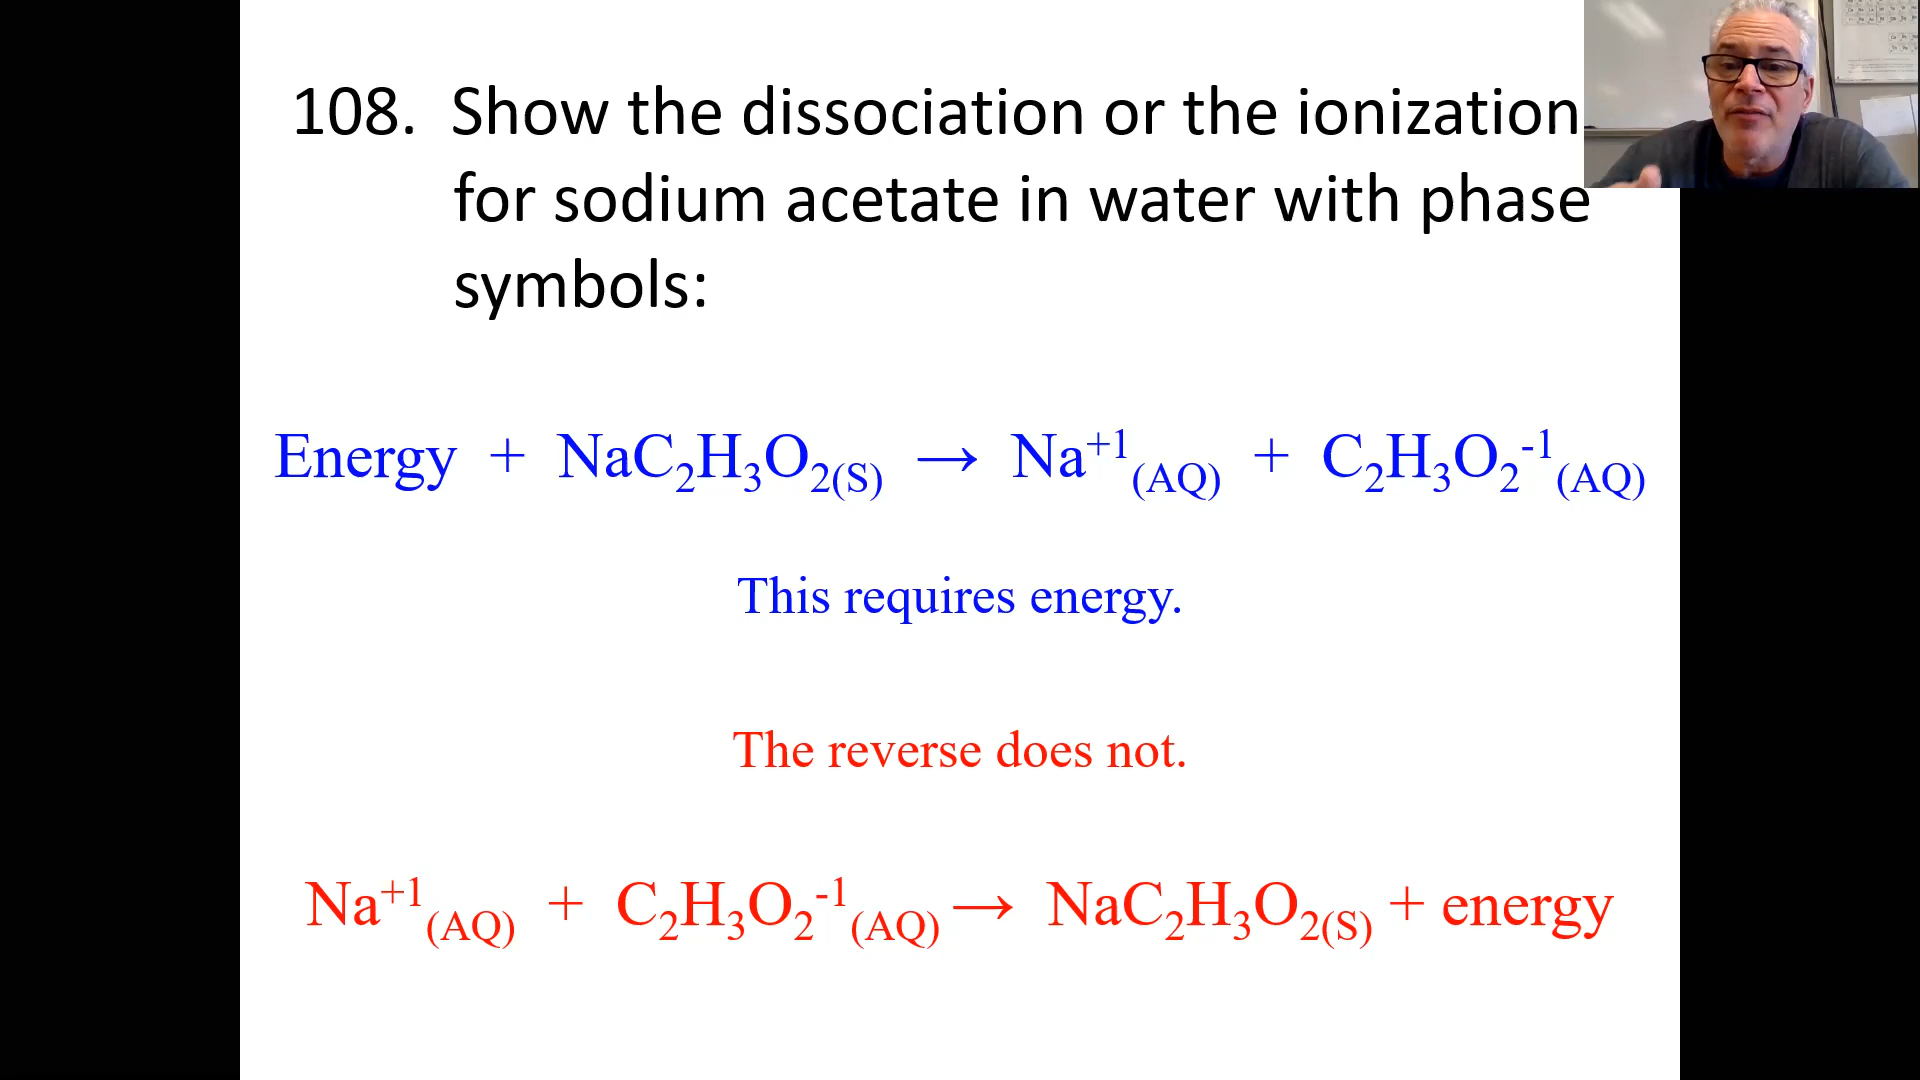 108. Show the dissociation or the ionization
for sodium acetate in water with phase
symbols:
Energy + NaC₂H₃O₂₍S₎ → Na⁺¹(AQ) + C₂H₃O₂⁻¹(AQ)
This requires energy.
The reverse does not.
Na⁺¹(AQ) + C₂H₃O₂⁻¹(AQ) → NaC₂H₃O₂₍S₎ + energy